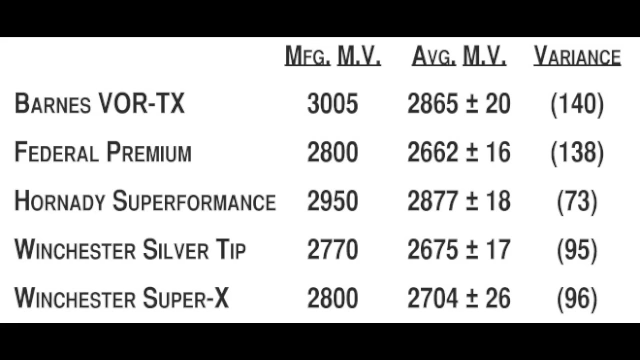 Mfg. M.V. Avg. M.V. Variance
Barnes VOR-TX 3005 2865 ± 20 (140)
Federal Premium 2800 2662 ± 16 (138)
Hornady Superformance 2950 2877 ± 18 (73)
Winchester Silver Tip 2770 2675 ± 17 (95)
Winchester Super-X 2800 2704 ± 26 (96)